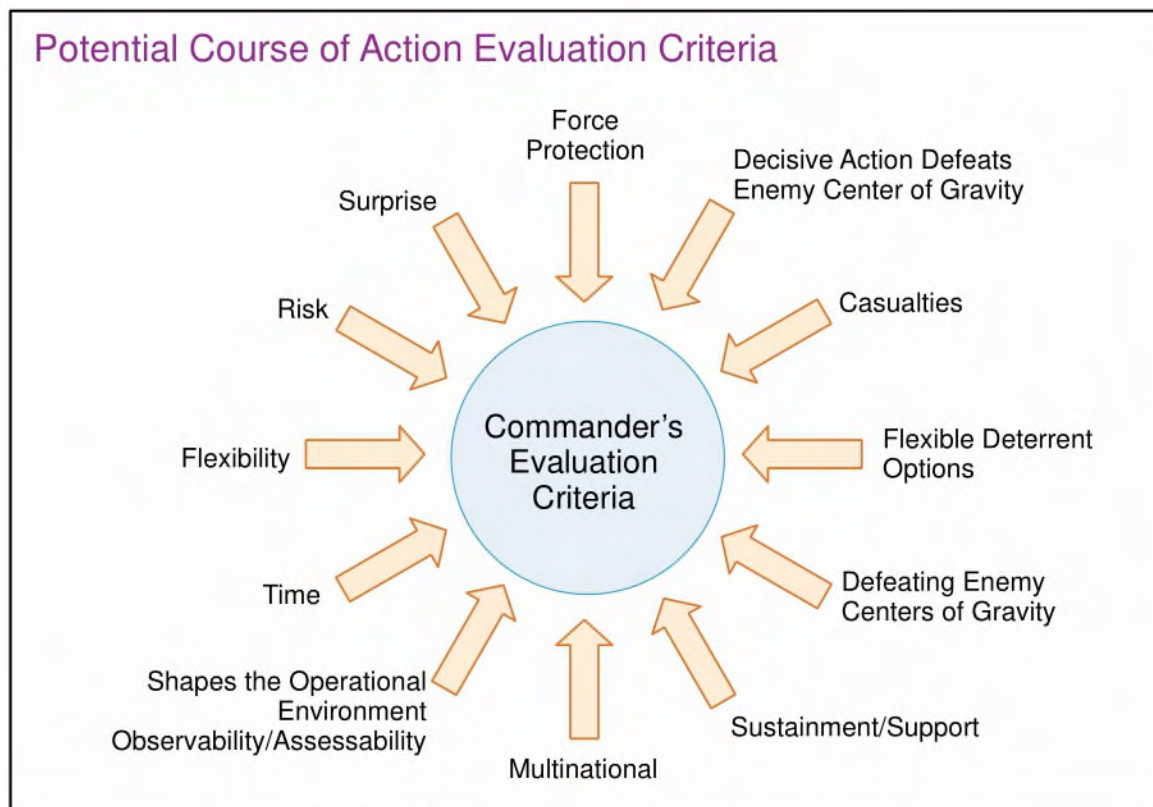 Potential Course of Action Evaluation Criteria
Force
Protection
Decisive Action Defeats
Enemy Center of Gravity
Casualties
Flexible Deterrent
Options
Defeating Enemy
Centers of Gravity
Sustainment/Support
Multinational
Shapes the Operational
Environment
Observability/Assessability
Time
Flexibility
Risk
Surprise
Commander's
Evaluation
Criteria